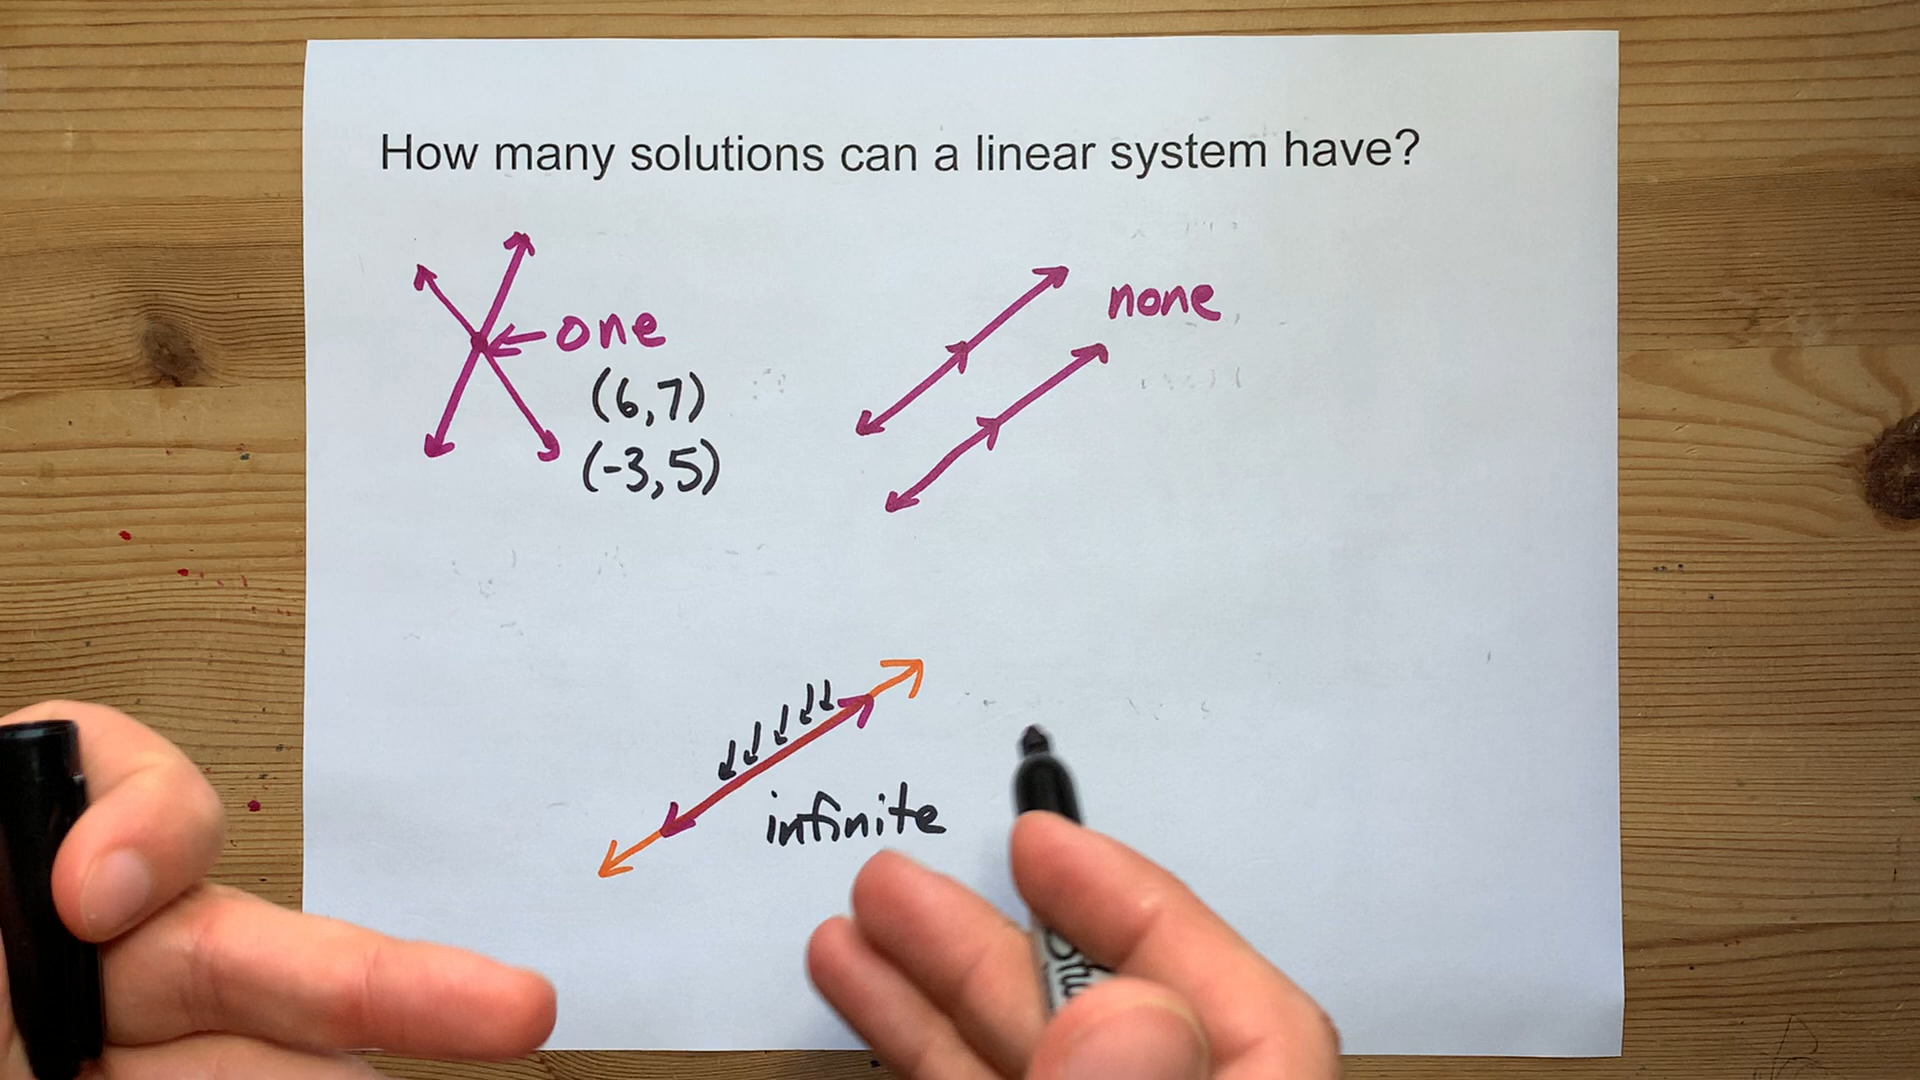 How many solutions can a linear system have?
one
(6,7)
(-3,5)
none
infinite